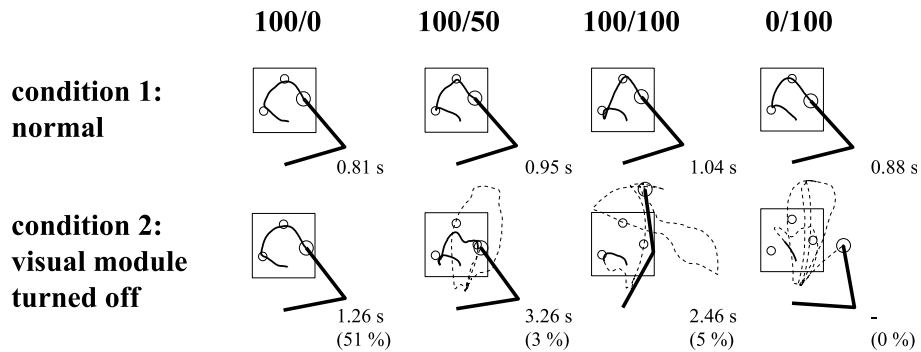 100/0 100/50 100/100 0/100
condition 1:
normal
0.81 s 0.95 s 1.04 s 0.88 s
condition 2:
visual module
turned off
1.26 s 3.26 s 2.46 s -
(51 %) (3 %) (5 %) (0 %)